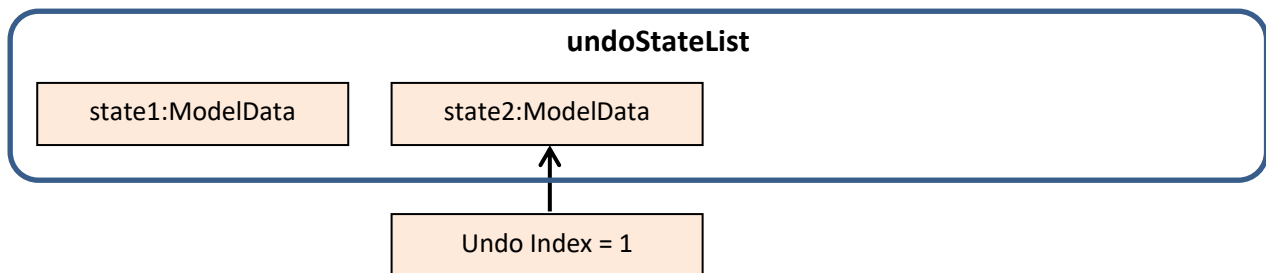 undoStateList
state1:ModelData
state2:ModelData
Undo Index = 1